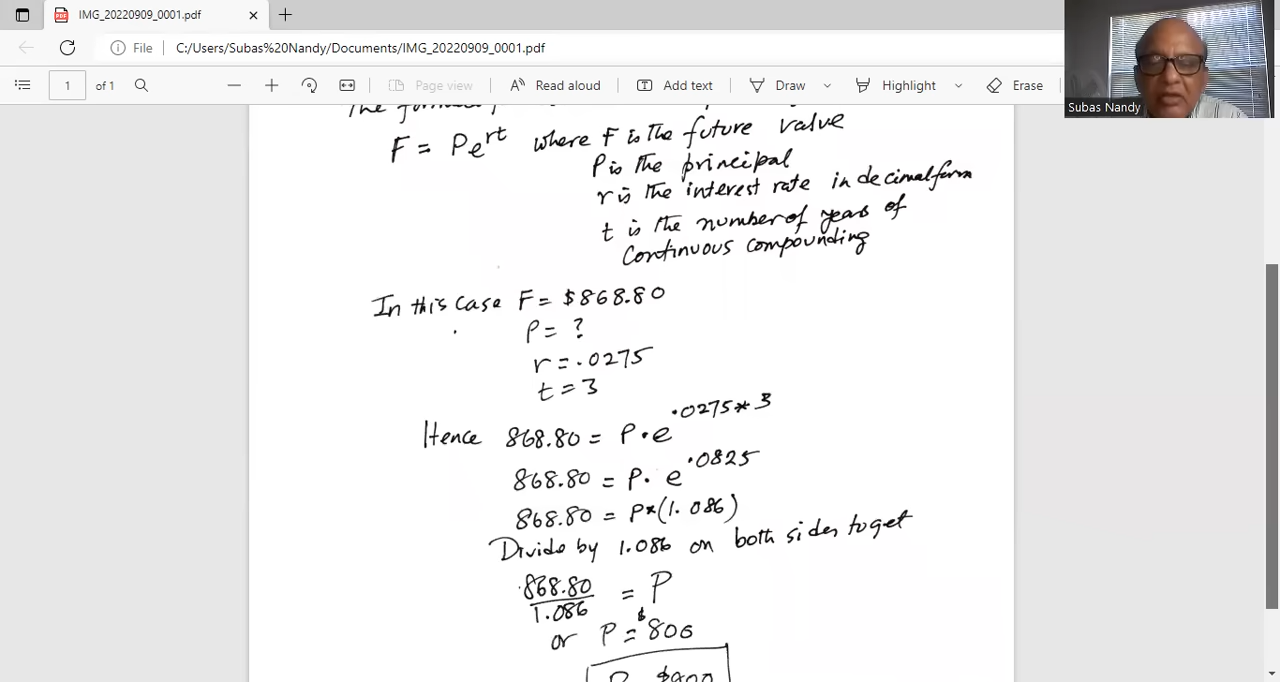 IMG_20220909_0001.pdf
File C:/Users/Subas%20Nandy/Documents/IMG_20220909_0001.pdf
1 of 1 Page view Read aloud Add text Draw Highlight Erase
Subas Nandy
The
F = Pe^rt where F is the future value
P is the principal
r is the interest rate in decimal form
t is the number of years of
Continuous compounding
In this case F = $868.80
P = ?
r = .0275
t = 3
Hence 868.80 = P.e^.0275*3
868.80 = P. e^.0825
868.80 = P*(1.086)
Divide by 1.086 on both sides to get
868.80/1.086 = P
or P = $800
$800